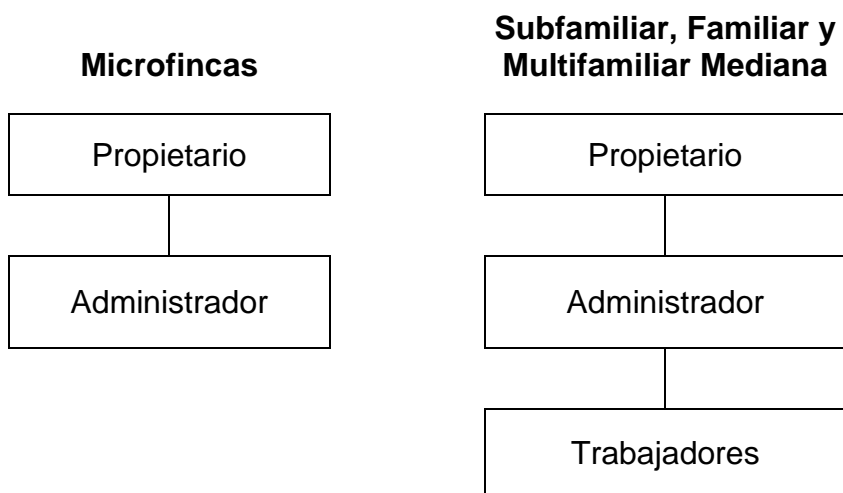 Microfincas
Propietario
Administrador
Subfamiliar, Familiar y
Multifamiliar Mediana
Propietario
Administrador
Trabajadores